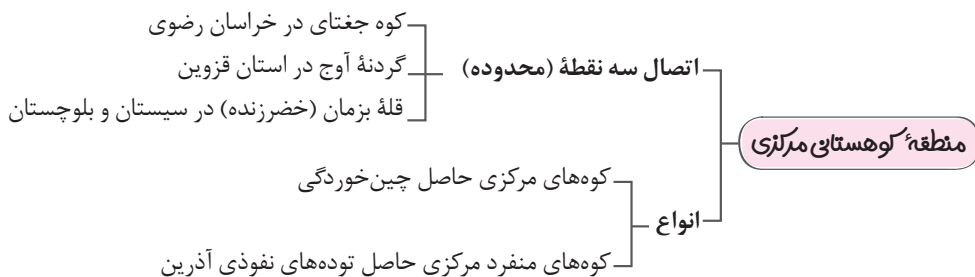 منطقهٔ کوهستانی مرکزی
اتصال سه نقطهٔ (محدوده)
کوه جغتای در خراسان رضوی
گردنهٔ آوج در استان قزوین
قلهٔ بزمان (خضرزنده) در سیستان و بلوچستان
انواع
کوه‌های مرکزی حاصل چین‌خوردگی
کوه‌های منفرد مرکزی حاصل توده‌های نفوذی آذرین